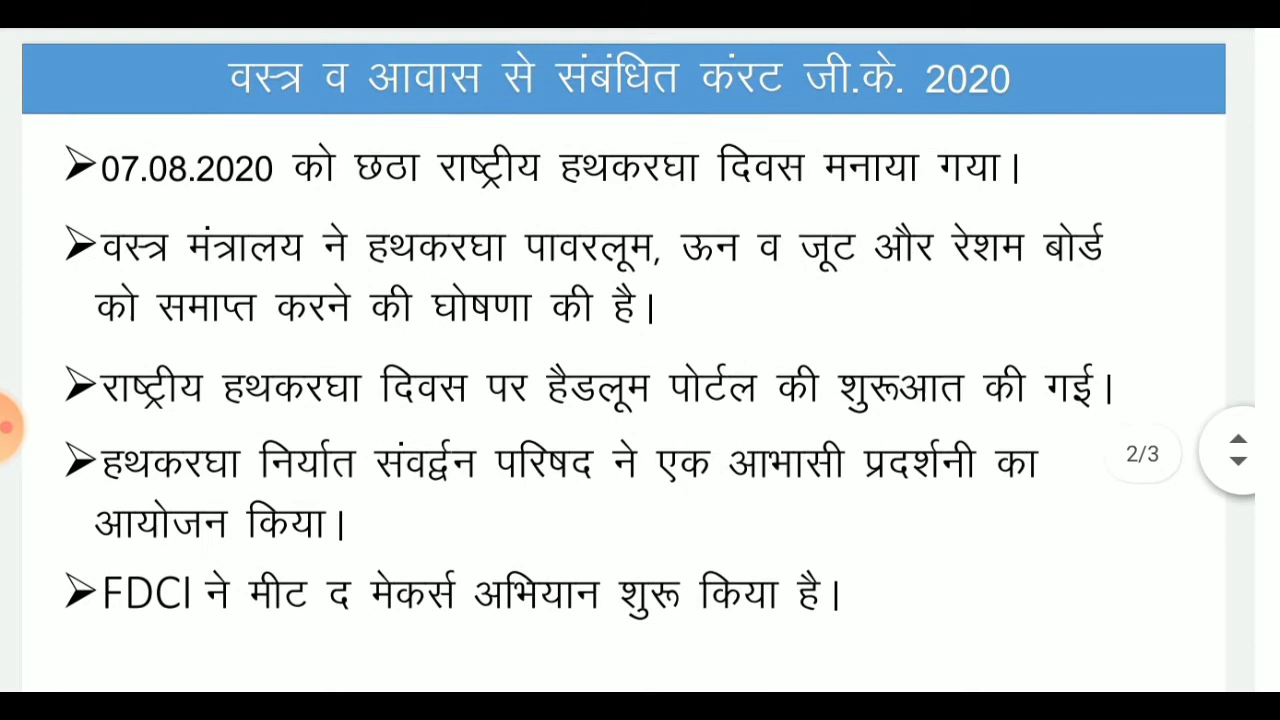 वस्त्र व आवास से संबंधित कंरट जी.के. 2020
➢07.08.2020 को छठा राष्ट्रीय हथकरघा दिवस मनाया गया।
➢वस्त्र मंत्रालय ने हथकरघा पावरलूम, ऊन व जूट और रेशम बोर्ड
को समाप्त करने की घोषणा की है।
➢राष्ट्रीय हथकरघा दिवस पर हैडलूम पोर्टल की शुरूआत की गई।
➢हथकरघा निर्यात संवर्द्वन परिषद ने एक आभासी प्रदर्शनी का
2/3
आयोजन किया।
➢FDCI ने मीट द मेकर्स अभियान शुरू किया है।